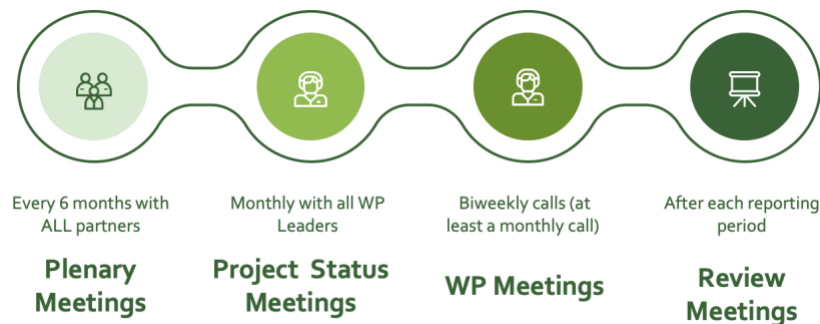 Every 6 months with
ALL partners
Plenary
Meetings
Monthly with all WP
Leaders
Project Status
Meetings
Biweekly calls (at
least a monthly call)
WP Meetings
After each reporting
period
Review
Meetings